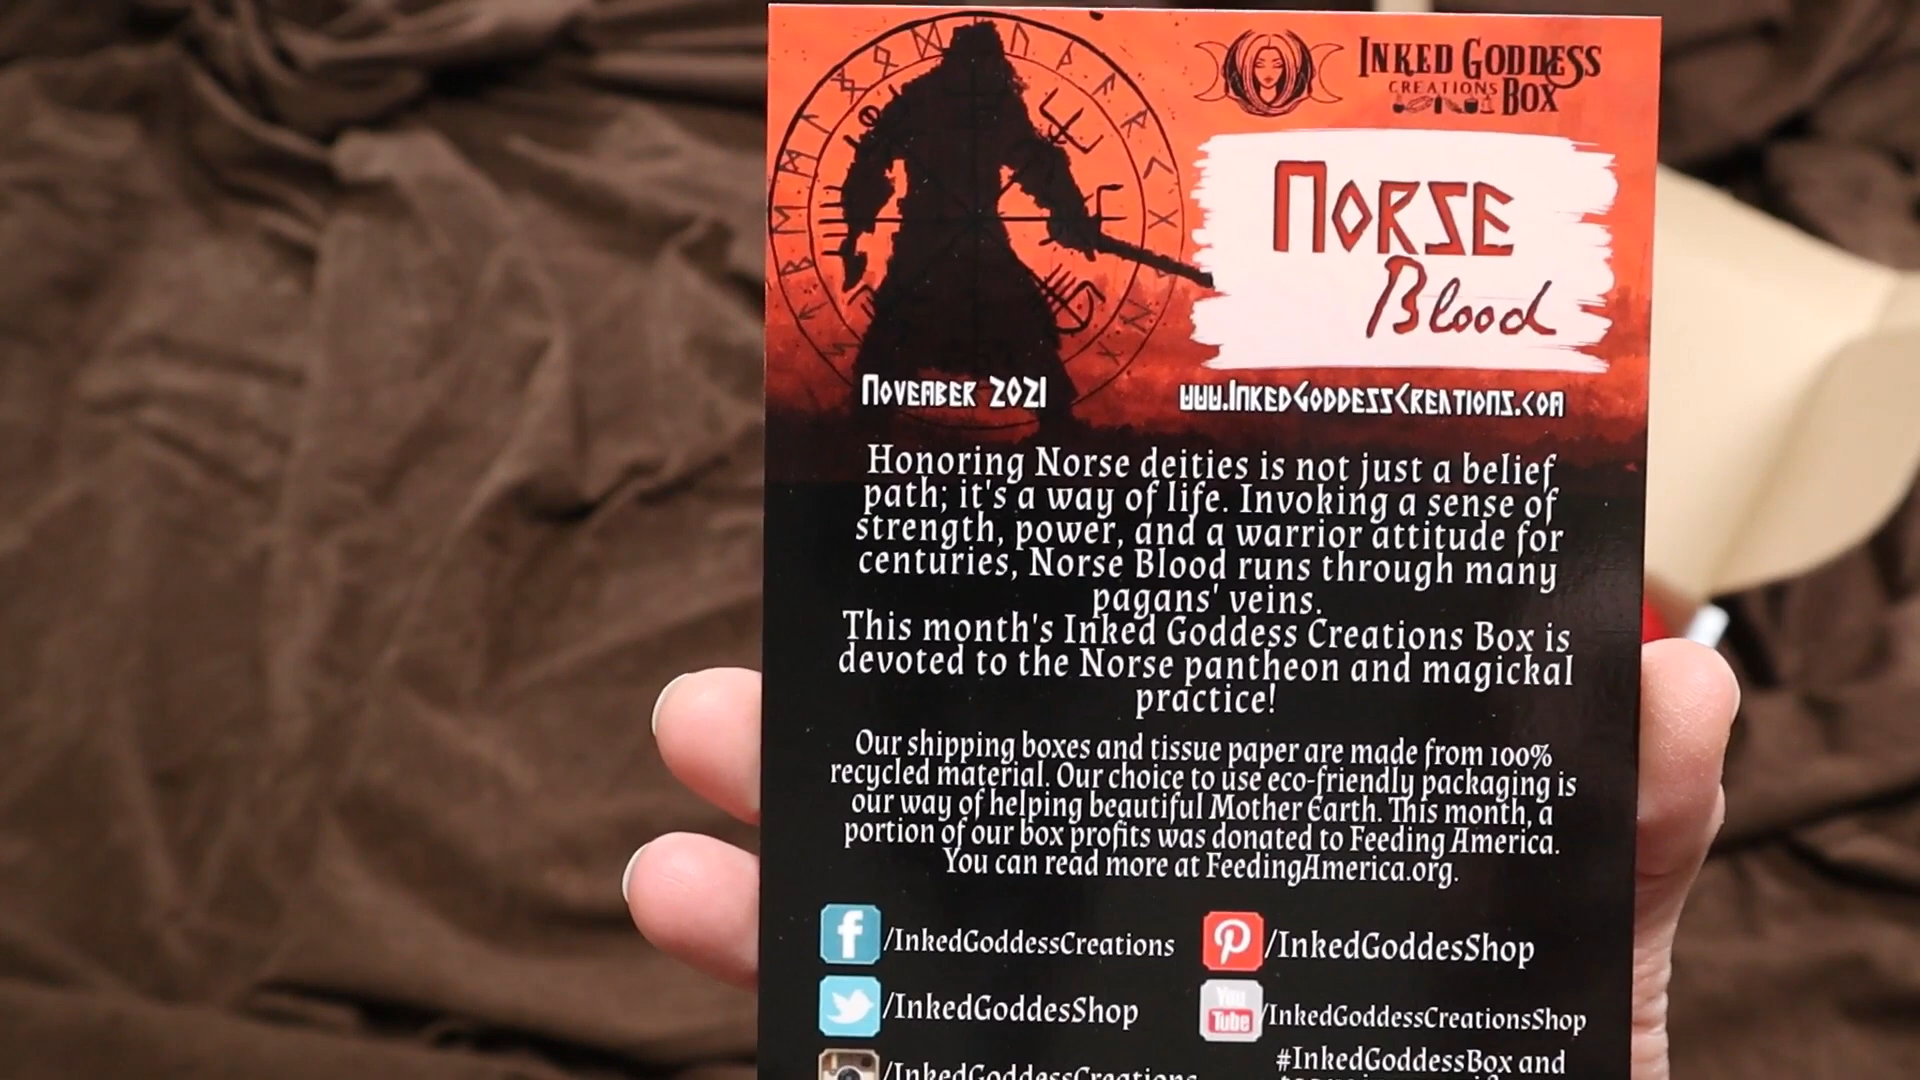 INKED GODDESS
CREATIONS BOX
NORSE
Blood
NOVEMBER 2021
WWW.INKEDGODDESSCREATIONS.COM
Honoring Norse deities is not just a belief
path; it's a way of life. Invoking a sense of
strength, power, and a warrior attitude for
centuries, Norse Blood runs through many
pagans' veins.
This month's Inked Goddess Creations Box is
devoted to the Norse pantheon and magickal
practice!
Our shipping boxes and tissue paper are made from 100%
recycled material. Our choice to use eco-friendly packaging is
our way of helping beautiful Mother Earth. This month, a
portion of our box profits was donated to Feeding America.
You can read more at FeedingAmerica.org.
/InkedGoddessCreations
/InkedGoddesShop
/InkedGoddesShop
You Tube /InkedGoddessCreationsShop
/InkedGoddessCreations
#InkedGoddessBox and